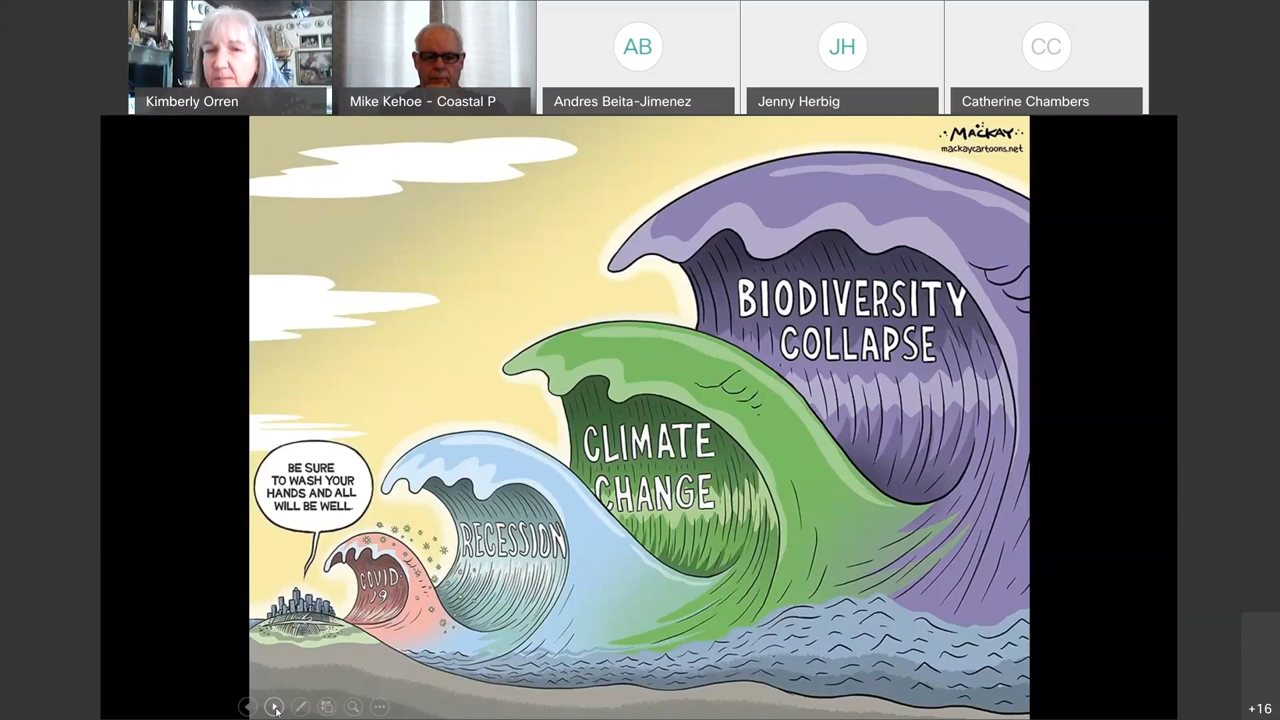 AB
JH
CC
Kimberly Orren
Mike Kehoe - Coastal P
Andres Beita-Jimenez
Jenny Herbig
Catherine Chambers
MACKAY
mackaycartoons.net
BIODIVERSITY
COLLAPSE
CLIMATE
CHANGE
BE SURE
TO WASH YOUR
HANDS AND ALL
WILL BE WELL.
RECESSION
COVID-
19
+16